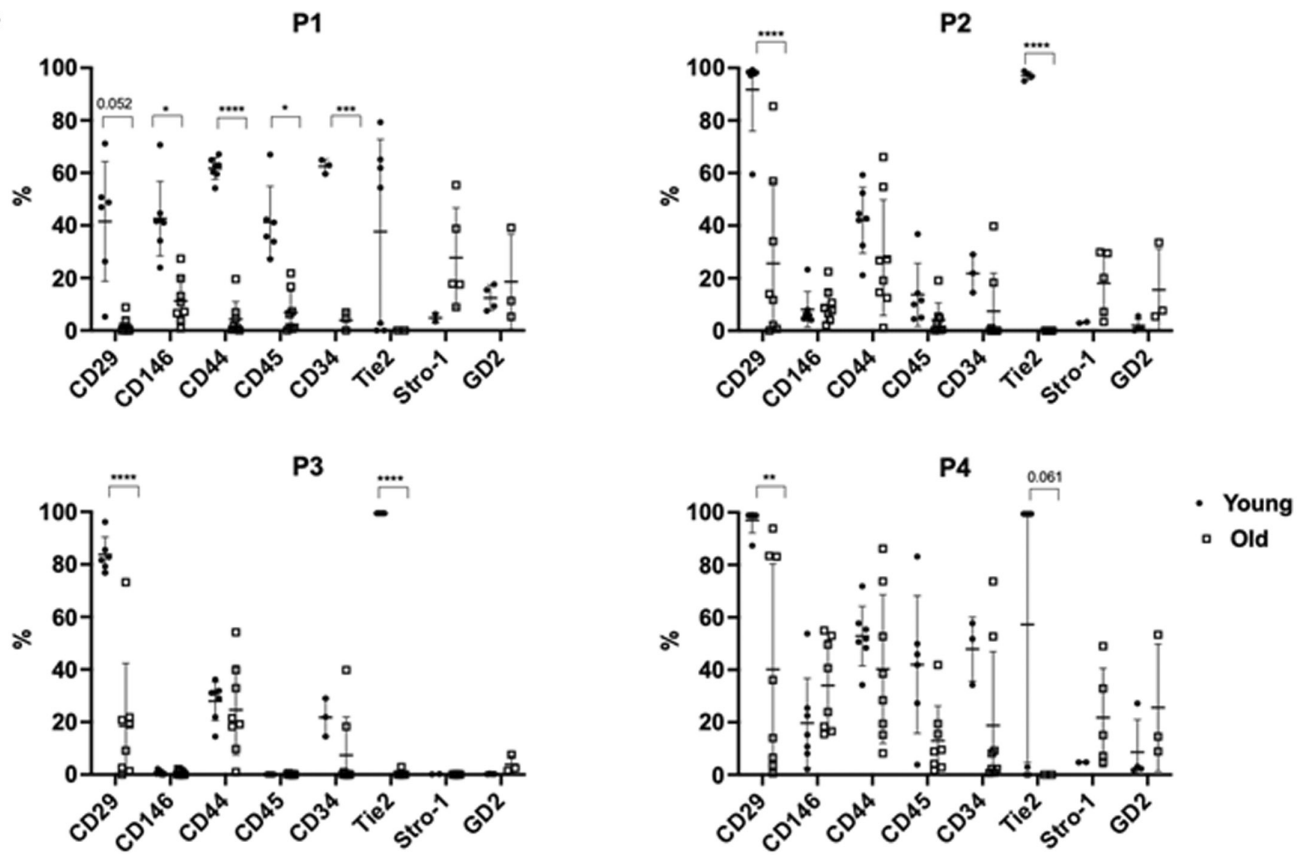 P1
%
100
80
60
40
20
0
0.052
*
****
*
***
CD29
CD146
CD44
CD45
CD34
Tie2
Stro-1
GD2
P2
%
100
80
60
40
20
0
****
****
CD29
CD146
CD44
CD45
CD34
Tie2
Stro-1
GD2
P3
%
100
80
60
40
20
0
****
****
CD29
CD146
CD44
CD45
CD34
Tie2
Stro-1
GD2
P4
%
100
80
60
40
20
0
**
0.061
CD29
CD146
CD44
CD45
CD34
Tie2
Stro-1
GD2
Young
Old